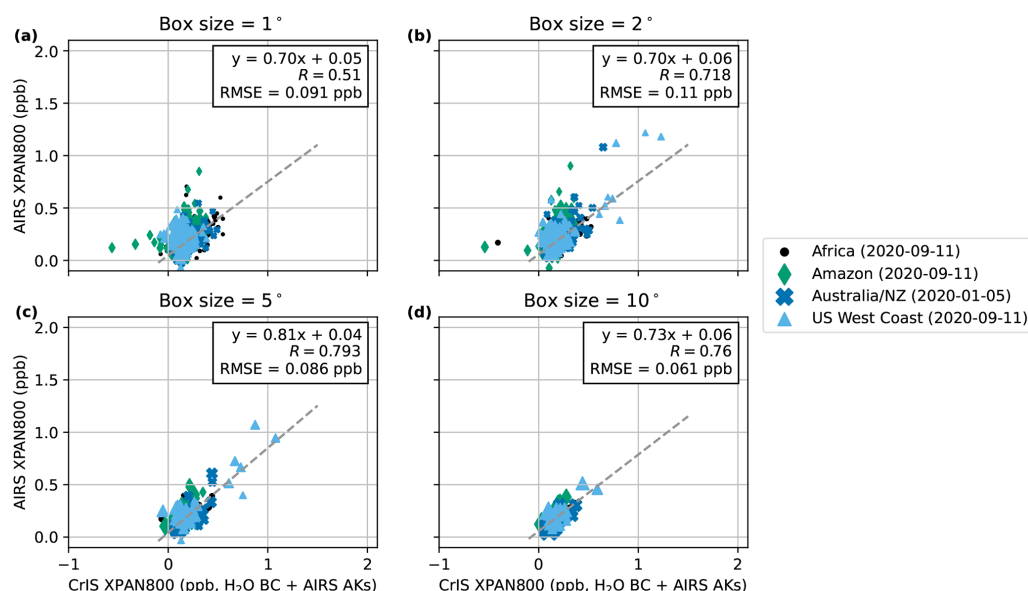 Box size = 1°
Box size = 2°
(a)
(b)
AIRS XPAN800 (ppb)
2.0
1.5
1.0
0.5
0.0
y = 0.70x + 0.05
R = 0.51
RMSE = 0.091 ppb
y = 0.70x + 0.06
R = 0.718
RMSE = 0.11 ppb
Africa (2020-09-11)
Amazon (2020-09-11)
Australia/NZ (2020-01-05)
US West Coast (2020-09-11)
Box size = 5°
Box size = 10°
(c)
(d)
AIRS XPAN800 (ppb)
2.0
1.5
1.0
0.5
0.0
y = 0.81x + 0.04
R = 0.793
RMSE = 0.086 ppb
y = 0.73x + 0.06
R = 0.76
RMSE = 0.061 ppb
−1 0 1 2
−1 0 1 2
CrIS XPAN800 (ppb, H₂O BC + AIRS AKs)
CrIS XPAN800 (ppb, H₂O BC + AIRS AKs)